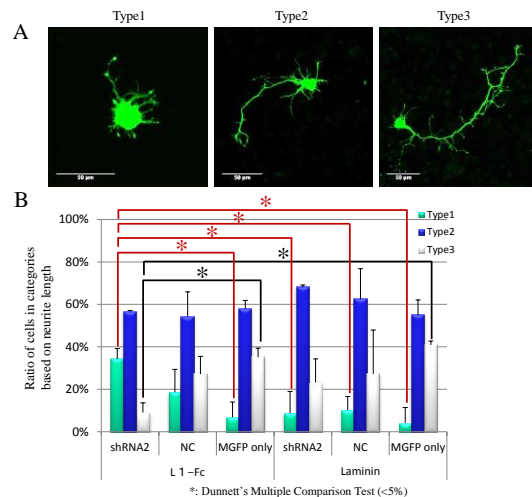 Type1 Type2 Type3
A
50 μm 50 μm 50 μm
B
Ratio of cells in categories
based on neurite length
100%
80%
60%
40%
20%
0%
Type1
Type2
Type3
* * * * * *
shRNA2 NC MGFP only shRNA2 NC MGFP only
L 1 –Fc Laminin
*: Dunnett's Multiple Comparison Test (<5%)